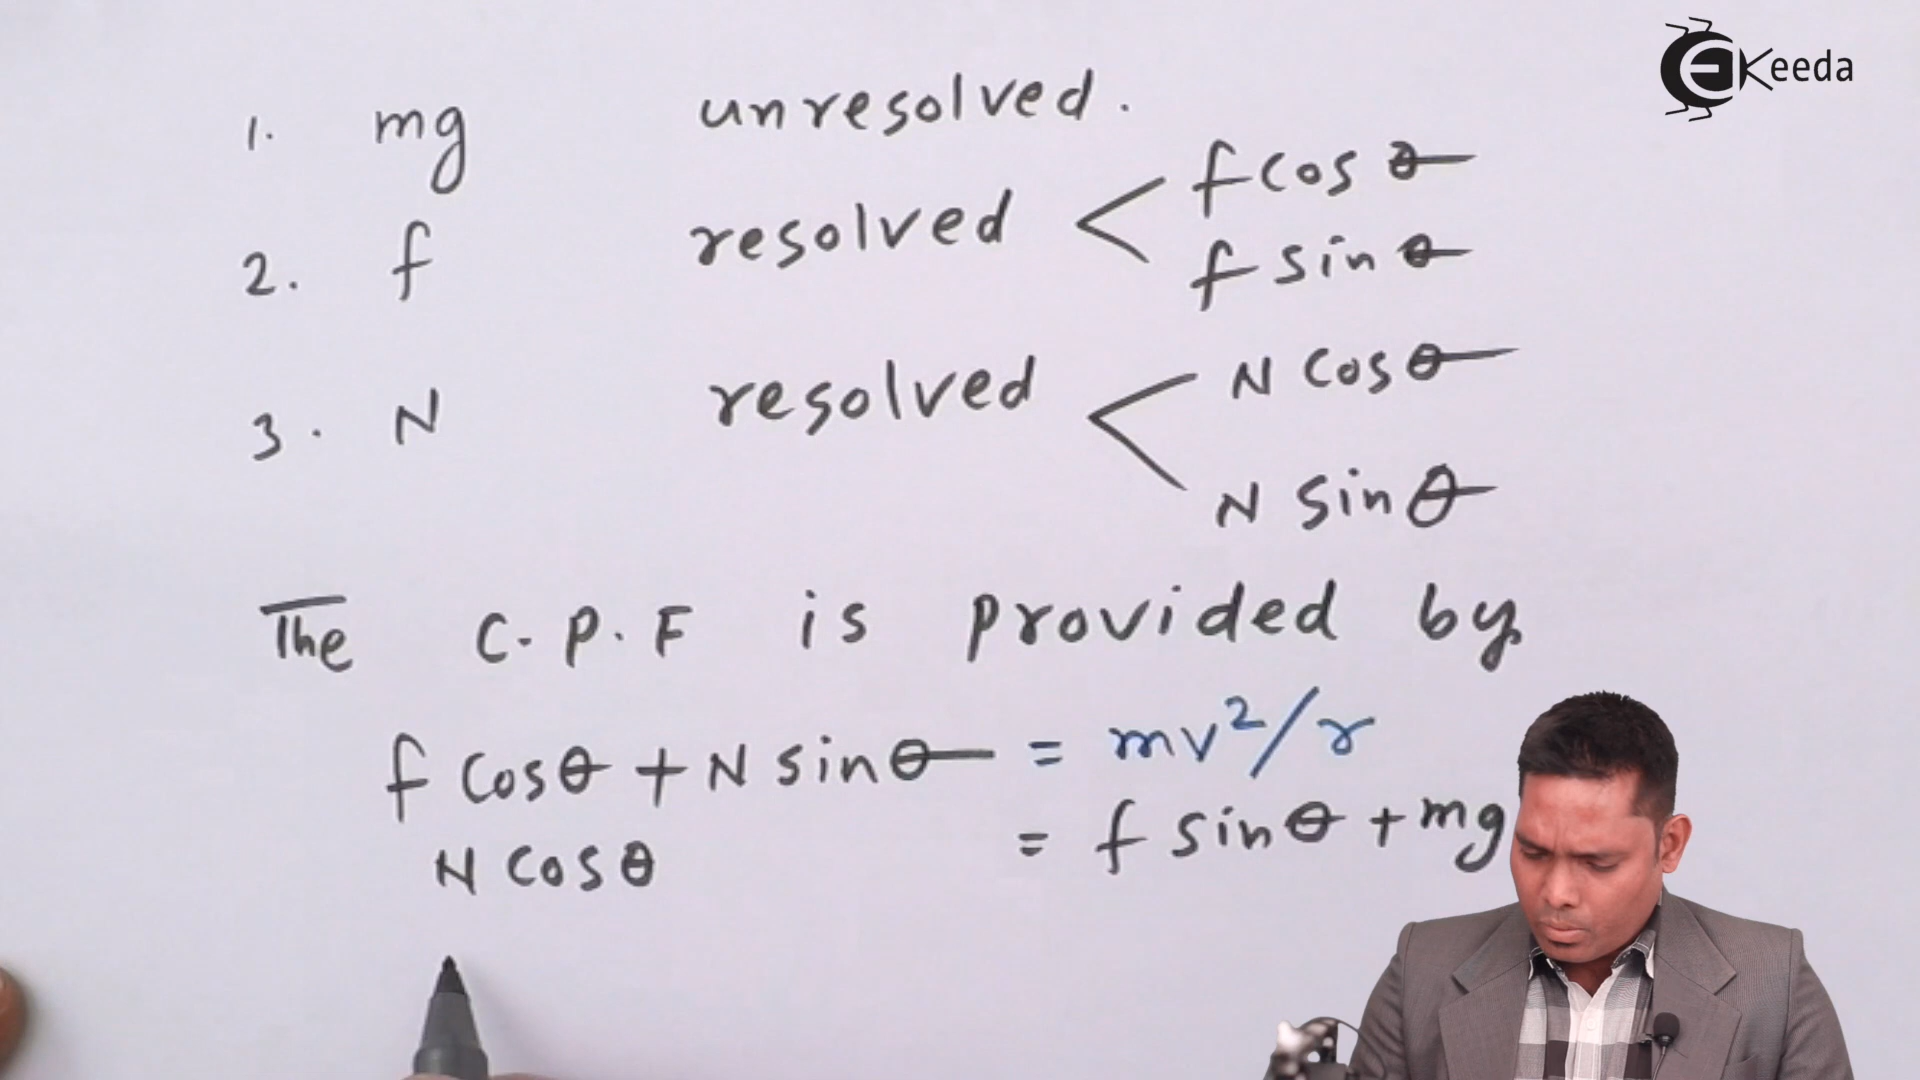 EKeeda
1. mg unresolved.
2. f resolved < f cos θ
f sin θ
3. N resolved < N cos θ
N sin θ
The C.P.F is provided by
f cos θ + N sin θ = mv²/r
N cos θ = f sin θ + mg